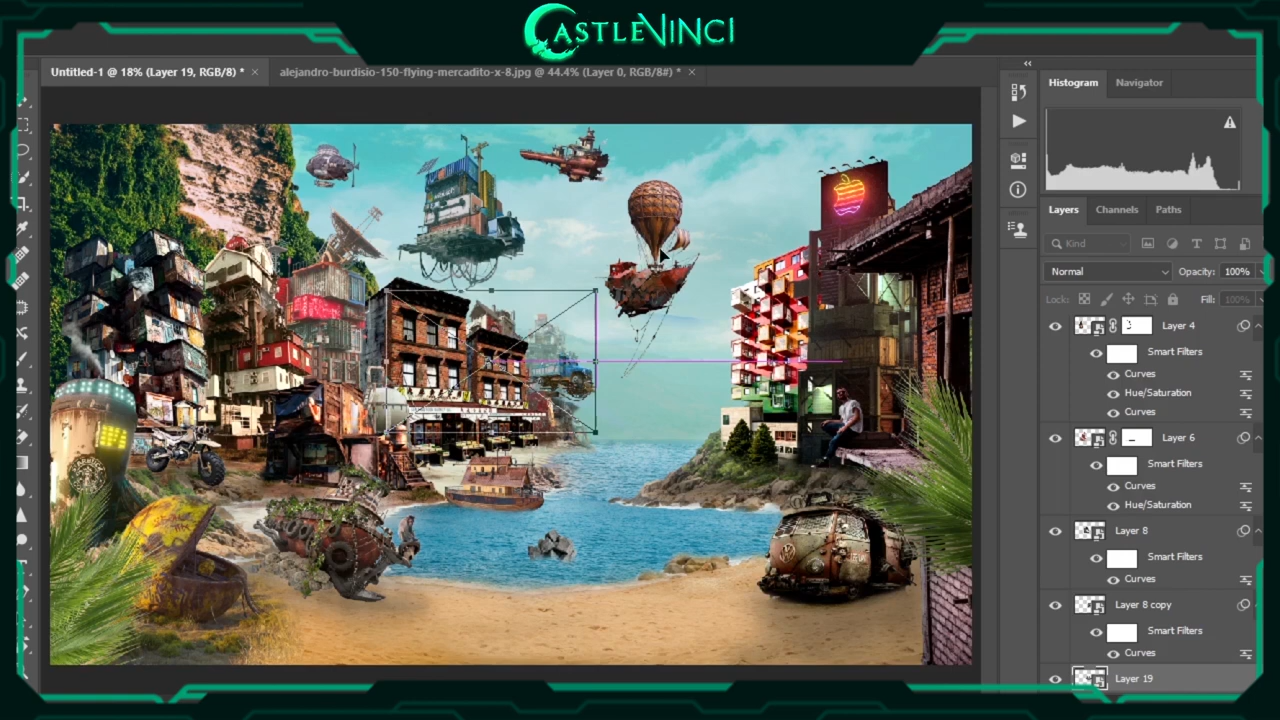 CASTLEVINCI
Untitled-1 @ 18% (Layer 19, RGB/8) * ×
alejandro-burdisio-150-flying-mercadito-x-8.jpg @ 44.4% (Layer 0, RGB/8#) * ×
Histogram
Navigator
Layers
Channels
Paths
Kind
Normal
Opacity: 100%
Lock:
Fill: 100%
Layer 4
Smart Filters
Curves
Hue/Saturation
Curves
Layer 6
Smart Filters
Curves
Hue/Saturation
Layer 8
Smart Filters
Curves
Layer 8 copy
Smart Filters
Curves
Layer 19